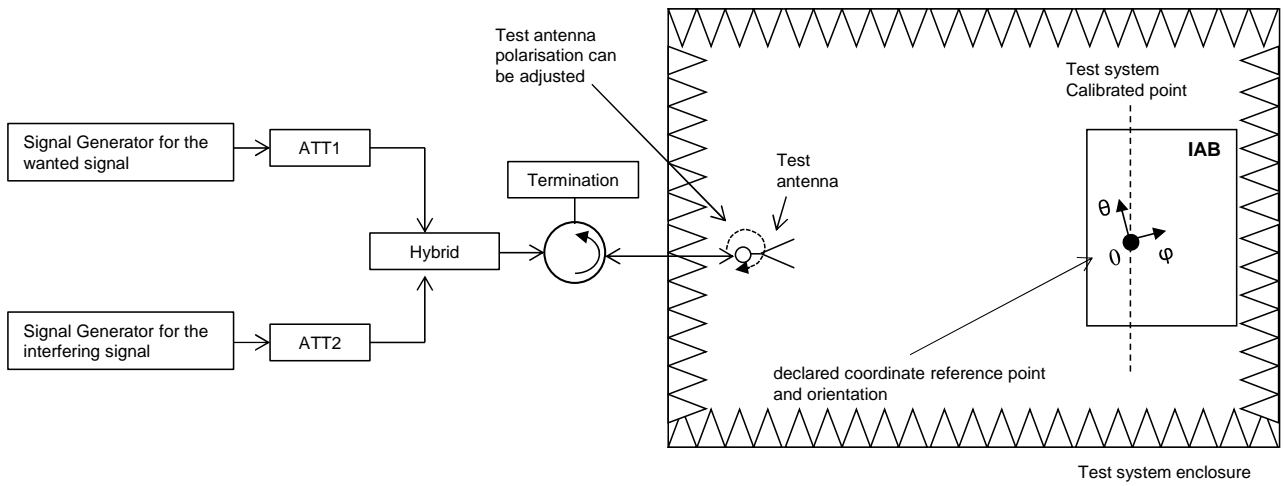 Test antenna
polarisation can
be adjusted
Test system
Calibrated point
Signal Generator for the
wanted signal
ATT1
IAB
Termination
Test
antenna
θ
0
φ
Hybrid
Signal Generator for the
interfering signal
ATT2
declared coordinate reference point
and orientation
Test system enclosure